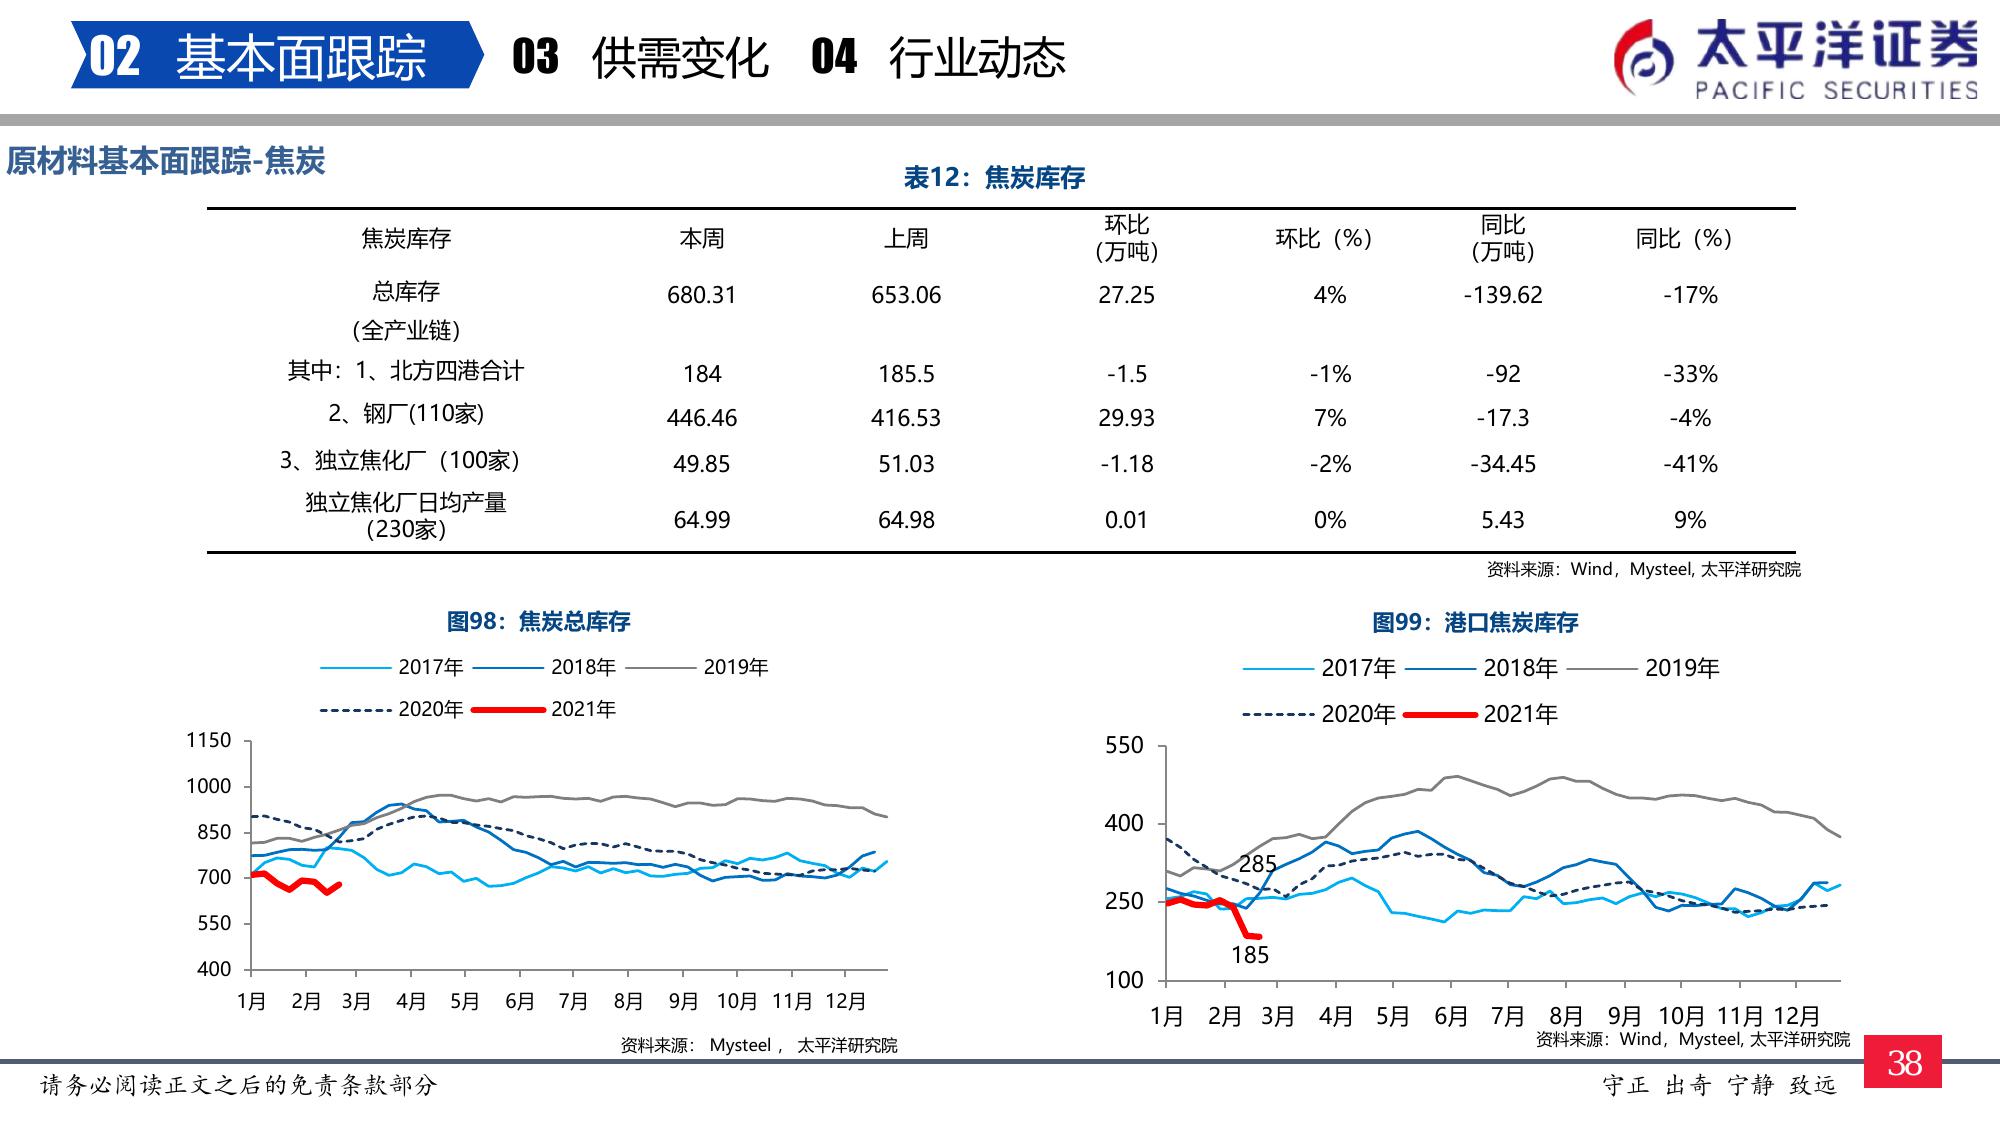 02 基本面跟踪 03 供需变化 04 行业动态
太平洋证券
PACIFIC SECURITIES
原材料基本面跟踪-焦炭
表12：焦炭库存
焦炭库存 本周 上周 环比(万吨) 环比（%） 同比(万吨) 同比（%）
总库存(全产业链) 680.31 653.06 27.25 4% -139.62 -17%
其中：1、北方四港合计 184 185.5 -1.5 -1% -92 -33%
2、钢厂(110家) 446.46 416.53 29.93 7% -17.3 -4%
3、独立焦化厂（100家） 49.85 51.03 -1.18 -2% -34.45 -41%
独立焦化厂日均产量(230家) 64.99 64.98 0.01 0% 5.43 9%
资料来源：Wind，Mysteel, 太平洋研究院
图98：焦炭总库存
2017年 2018年 2019年
2020年 2021年
1150
1000
850
700
550
400
1月 2月 3月 4月 5月 6月 7月 8月 9月 10月 11月 12月
资料来源： Mysteel ， 太平洋研究院
图99：港口焦炭库存
2017年 2018年 2019年
2020年 2021年
550
400
285
250
185
100
1月 2月 3月 4月 5月 6月 7月 8月 9月 10月 11月 12月
资料来源：Wind，Mysteel, 太平洋研究院
38
请务必阅读正文之后的免责条款部分
守正 出奇 宁静 致远